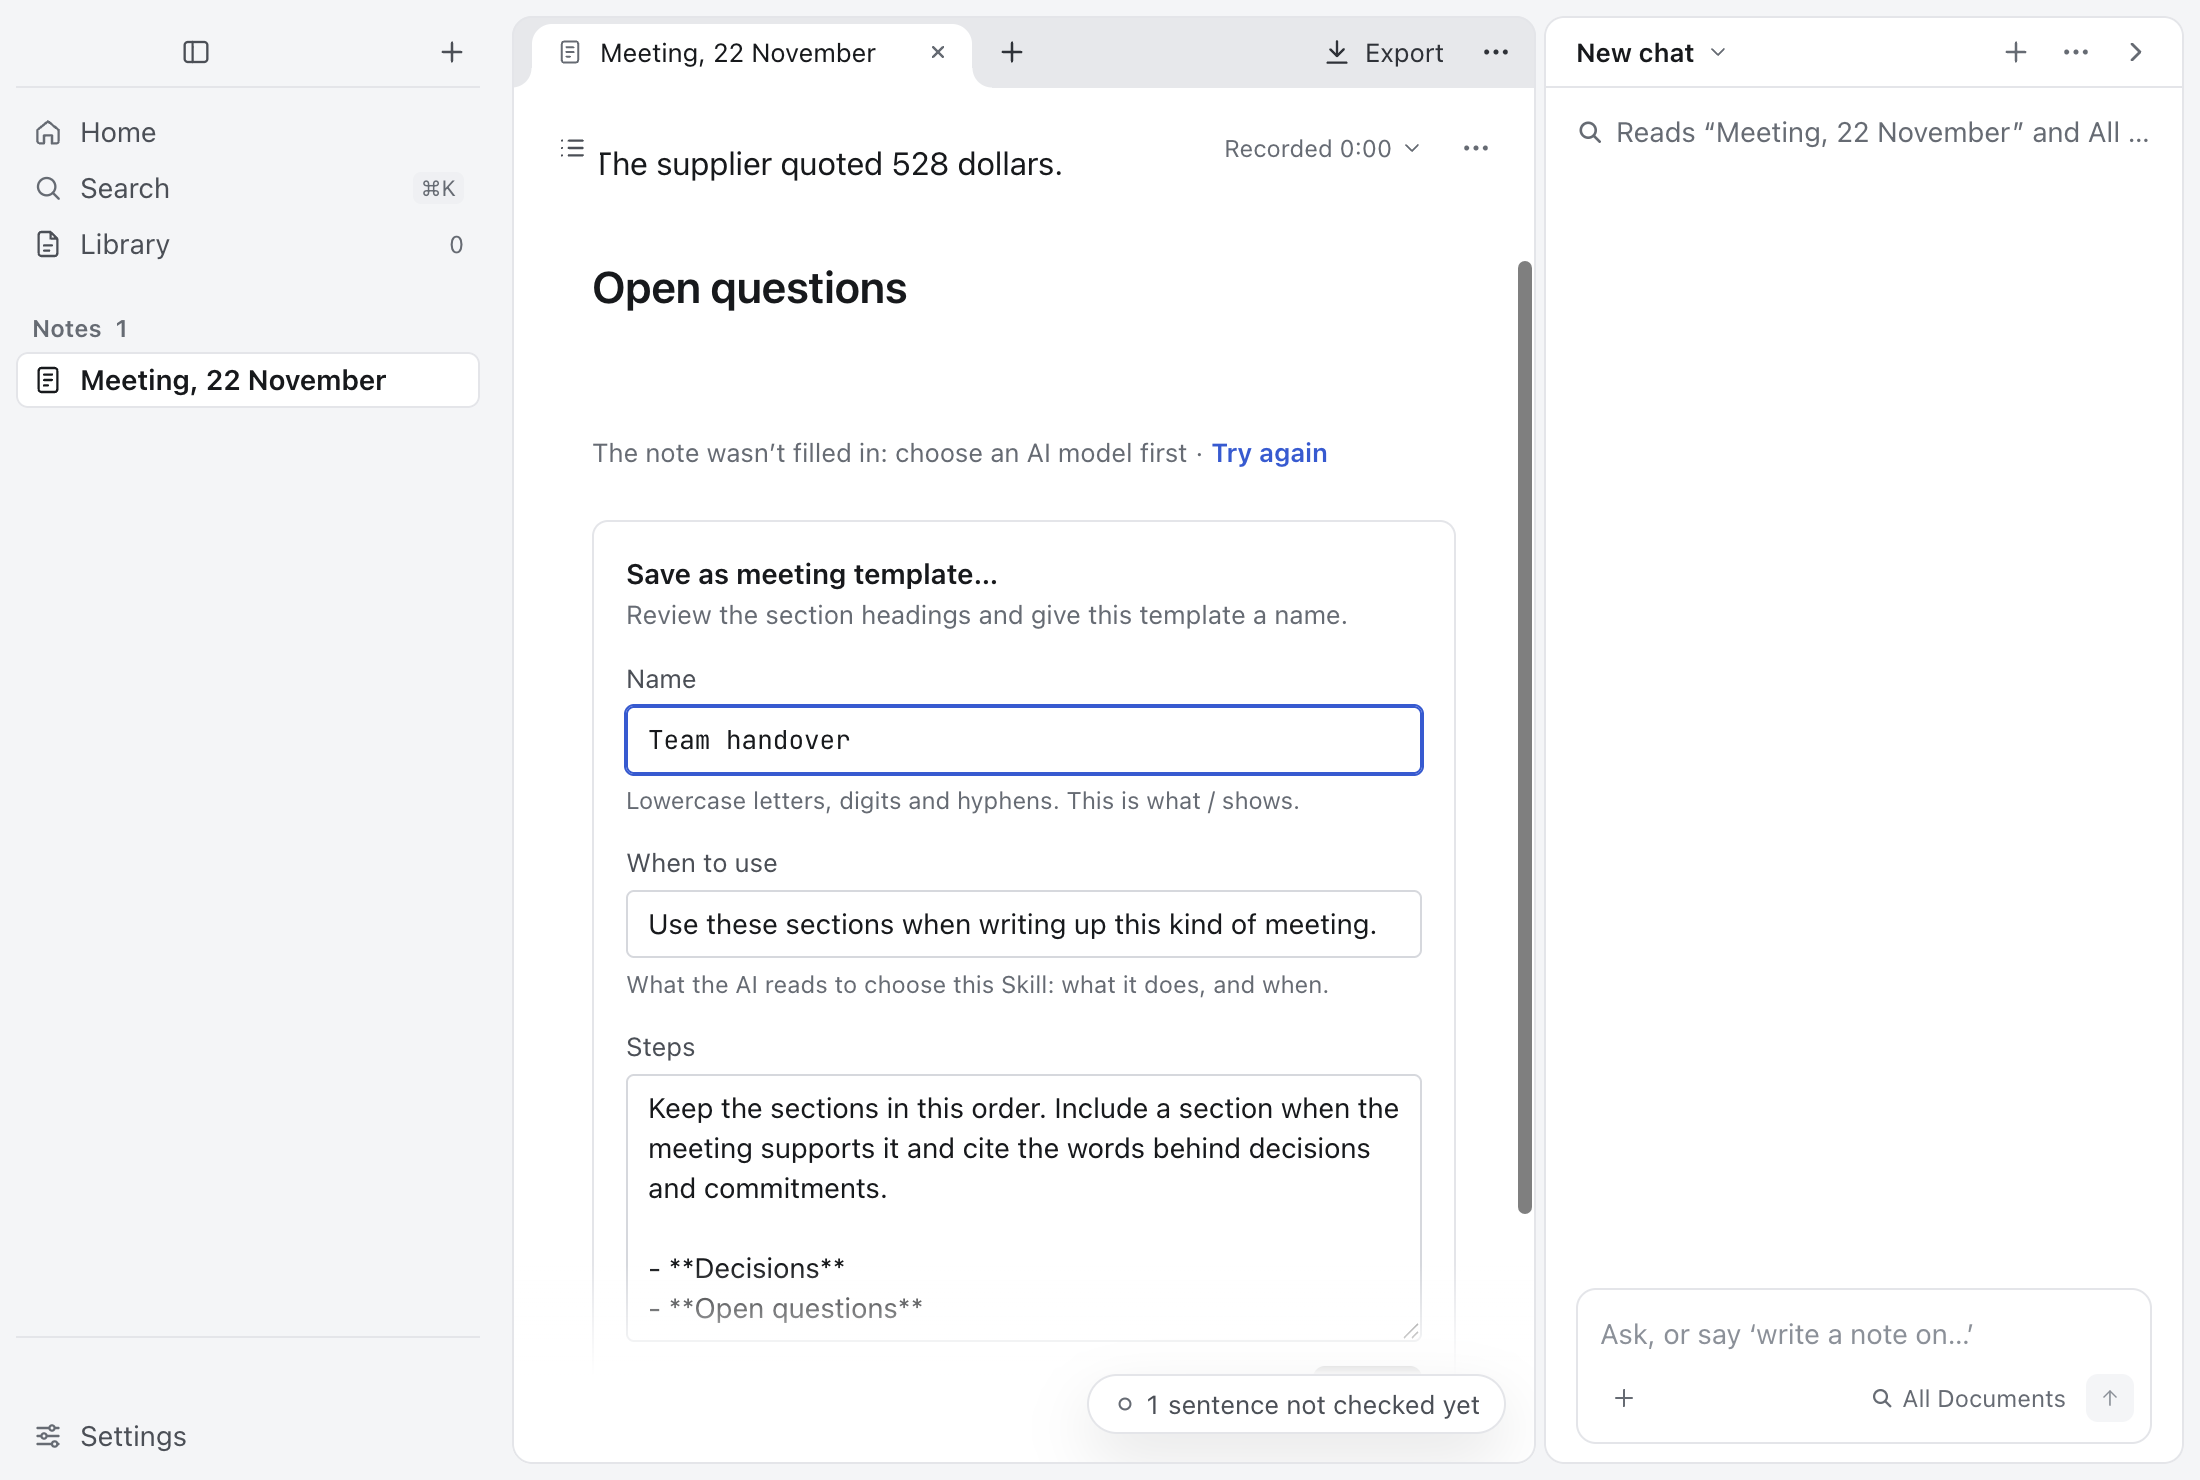 Meeting, 22 November
Export
New chat
Home
Search
⌘K
Library
0
Notes 1
Meeting, 22 November
Settings
The supplier quoted 528 dollars.
Recorded 0:00
Open questions
The note wasn’t filled in: choose an AI model first · Try again
Save as meeting template...
Review the section headings and give this template a name.
Name
Team handover
Lowercase letters, digits and hyphens. This is what / shows.
When to use
Use these sections when writing up this kind of meeting.
What the AI reads to choose this Skill: what it does, and when.
Steps
Keep the sections in this order. Include a section when the
meeting supports it and cite the words behind decisions
and commitments.
- **Decisions**
- **Open questions**
1 sentence not checked yet
Reads “Meeting, 22 November” and All ...
Ask, or say ‘write a note on...’
All Documents